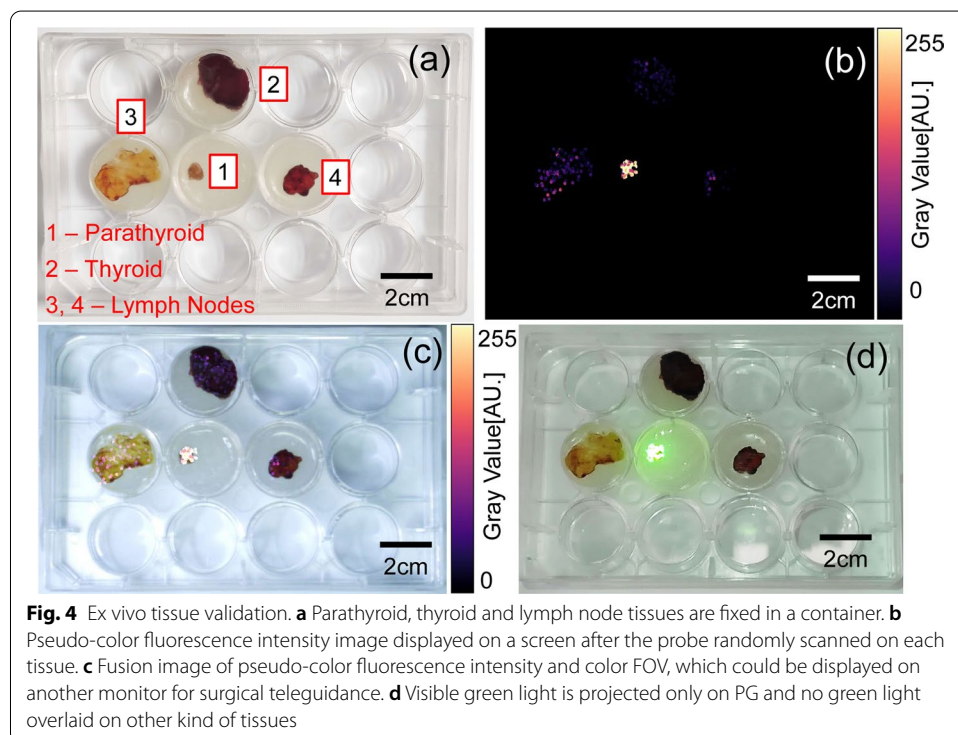 (a)
2
3
1
4
1 – Parathyroid
2 – Thyroid
3, 4 – Lymph Nodes
2cm
(b)
255
Gray Value[AU.]
0
2cm
(c)
255
Gray Value[AU.]
0
2cm
(d)
2cm
Fig. 4 Ex vivo tissue validation. a Parathyroid, thyroid and lymph node tissues are fixed in a container. b
Pseudo-color fluorescence intensity image displayed on a screen after the probe randomly scanned on each
tissue. c Fusion image of pseudo-color fluorescence intensity and color FOV, which could be displayed on
another monitor for surgical teleguidance. d Visible green light is projected only on PG and no green light
overlaid on other kind of tissues